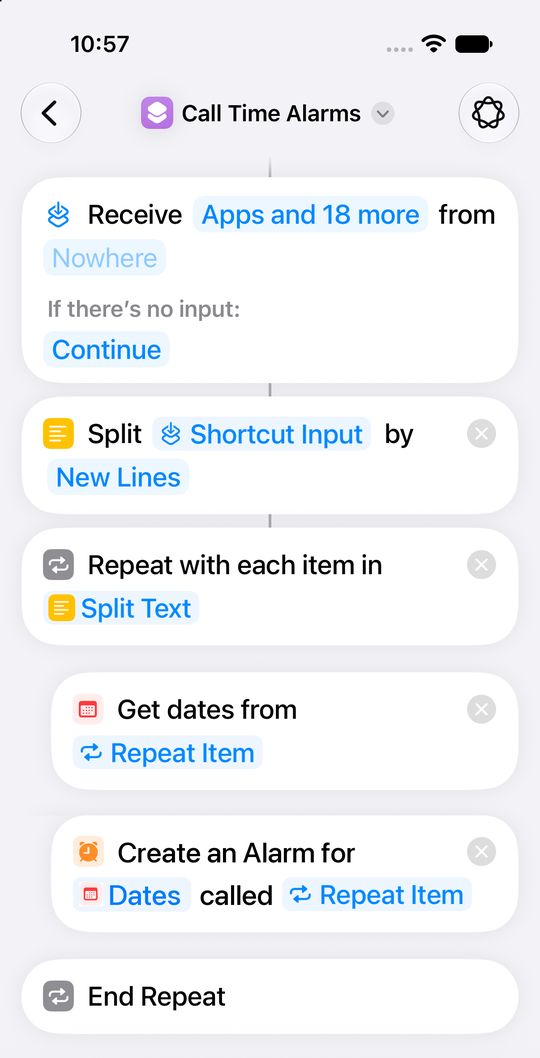 10:57
Call Time Alarms
Receive Apps and 18 more from
Nowhere
If there’s no input:
Continue
Split Shortcut Input by
New Lines
Repeat with each item in
Split Text
Get dates from
Repeat Item
Create an Alarm for
Dates called Repeat Item
End Repeat